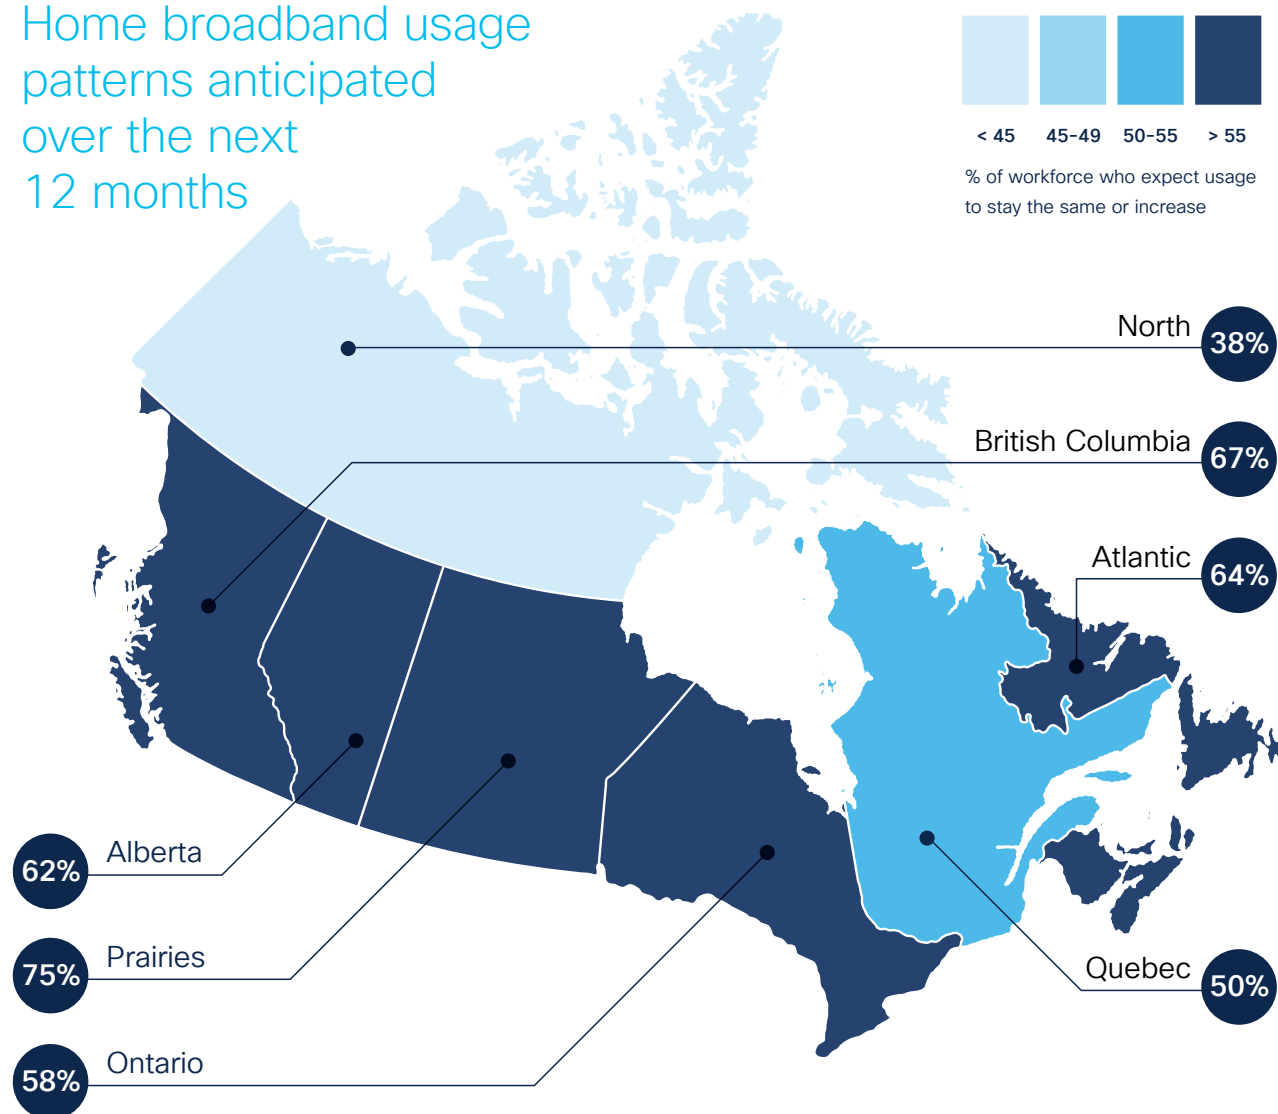 Home broadband usage
patterns anticipated
over the next
12 months
< 45
45-49
50-55
> 55
% of workforce who expect usage
to stay the same or increase
North
38%
British Columbia
67%
Atlantic
64%
62%
Alberta
75%
Prairies
Quebec
50%
58%
Ontario